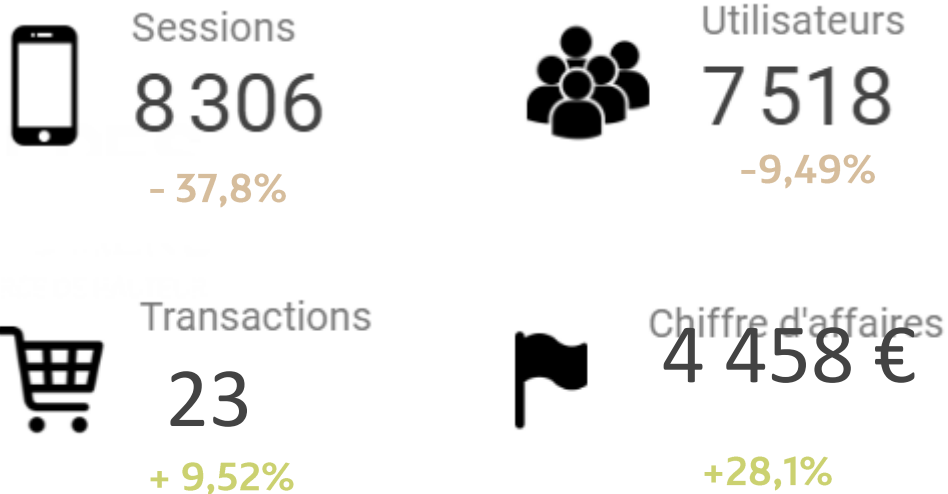 Sessions
8 306
- 37,8%
Utilisateurs
7 518
-9,49%
Transactions
23
+ 9,52%
Chiffre d'affaires
4 458 €
+28,1%